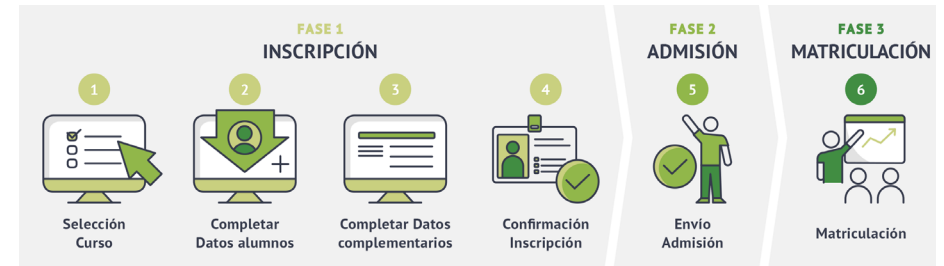 FASE 1
INSCRIPCIÓN
1
2
3
4
Selección
Curso
Completar
Datos alumnos
Completar Datos
complementarios
Confirmación
Inscripción
FASE 2
ADMISIÓN
5
Envío
Admisión
FASE 3
MATRICULACIÓN
6
Matriculación